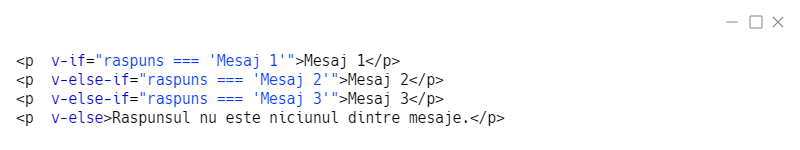 <p  v-if="raspuns === 'Mesaj 1'">Mesaj 1</p>
<p  v-else-if="raspuns === 'Mesaj 2'">Mesaj 2</p>
<p  v-else-if="raspuns === 'Mesaj 3'">Mesaj 3</p>
<p  v-else>Raspunsul nu este niciunul dintre mesaje.</p>